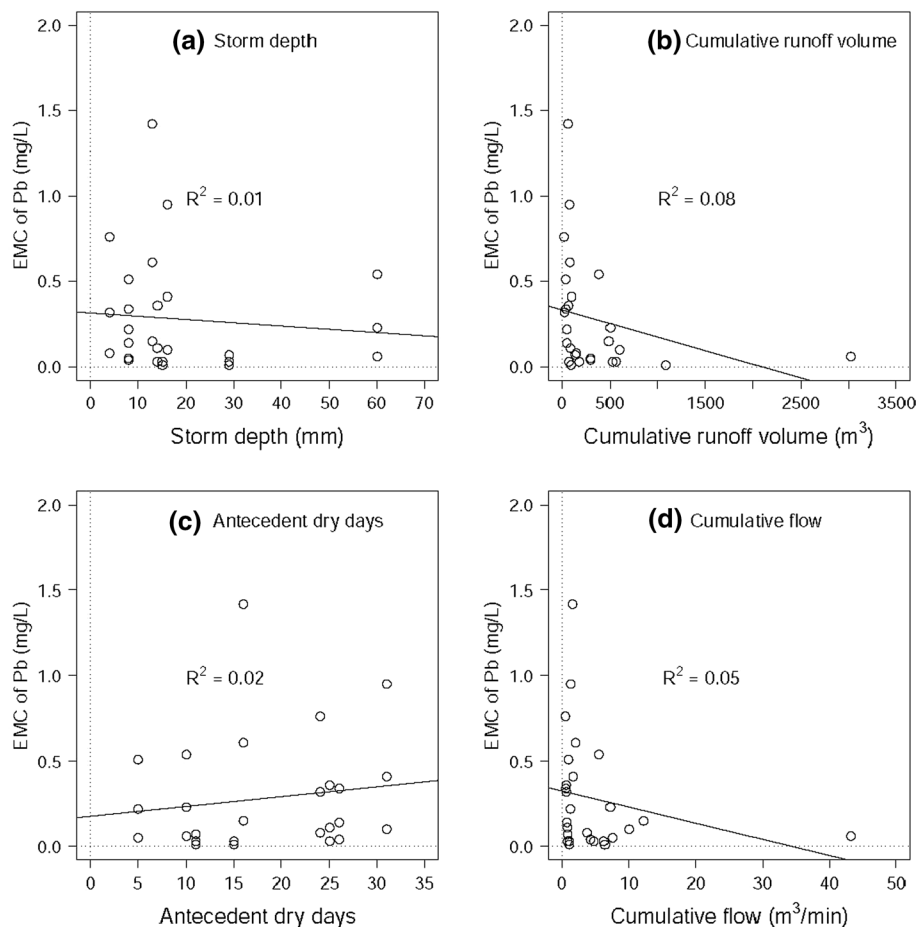 (a) Storm depth
EMC of Pb (mg/L)
2.0
1.5
1.0
0.5
0.0
R² = 0.01
0 10 20 30 40 50 60 70
Storm depth (mm)
(b) Cumulative runoff volume
EMC of Pb (mg/L)
2.0
1.5
1.0
0.5
0.0
R² = 0.08
0 500 1500 2500 3500
Cumulative runoff volume (m³)
(c) Antecedent dry days
EMC of Pb (mg/L)
2.0
1.5
1.0
0.5
0.0
R² = 0.02
0 5 10 15 20 25 30 35
Antecedent dry days
(d) Cumulative flow
EMC of Pb (mg/L)
2.0
1.5
1.0
0.5
0.0
R² = 0.05
0 10 20 30 40 50
Cumulative flow (m³/min)